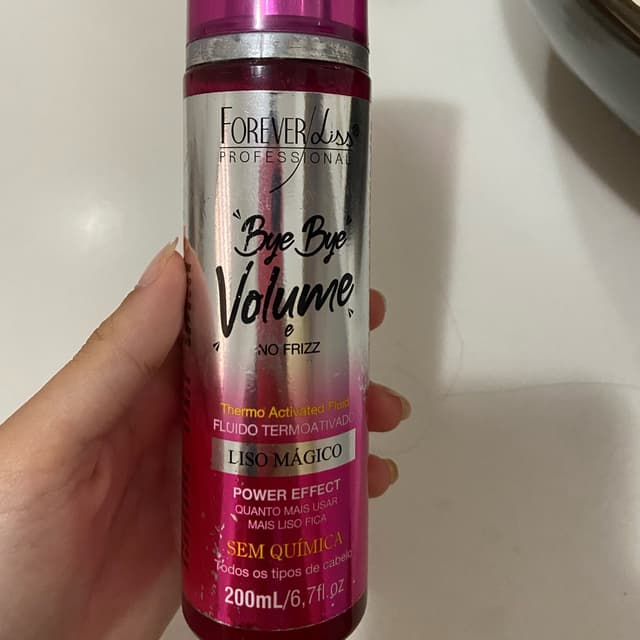 FOREVER Liss®
PROFESSIONAL
"Bye Bye"
"Volume"
e
NO FRIZZ
Thermo Activated Fluid
FLUIDO TERMOATIVADO
LISO MÁGICO
POWER EFFECT
QUANTO MAIS USAR
MAIS LISO FICA
SEM QUÍMICA
Todos os tipos de cabelo
200mL/6,7fl.oz